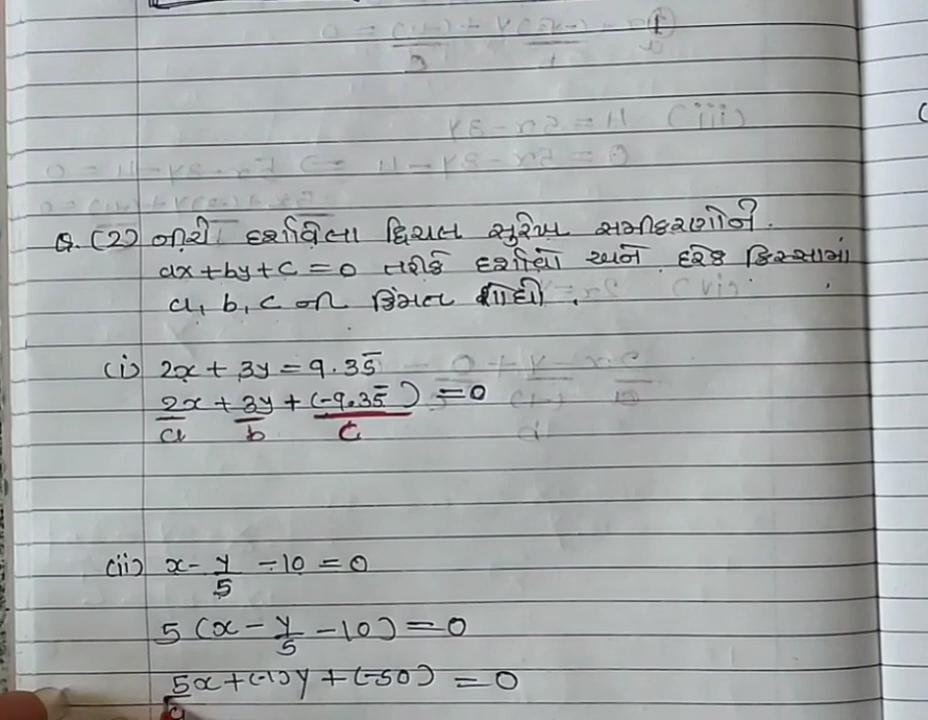 Q.(2) નીચે દર્શાવેલા દ્વિચલ સુરેખ સમીકરણોને.
ax + by + c = 0 તરીકે દર્શાવો અને દરેક કિસ્સામાં
a, b, c ની કિંમત શોધો.
(i) 2x + 3y = 9.35̅
2x + 3y + (-9.35̅) = 0
a b c
(ii) x - y/5 - 10 = 0
5 (x - y/5 - 10) = 0
5x + (-1)y + (-50) = 0
a